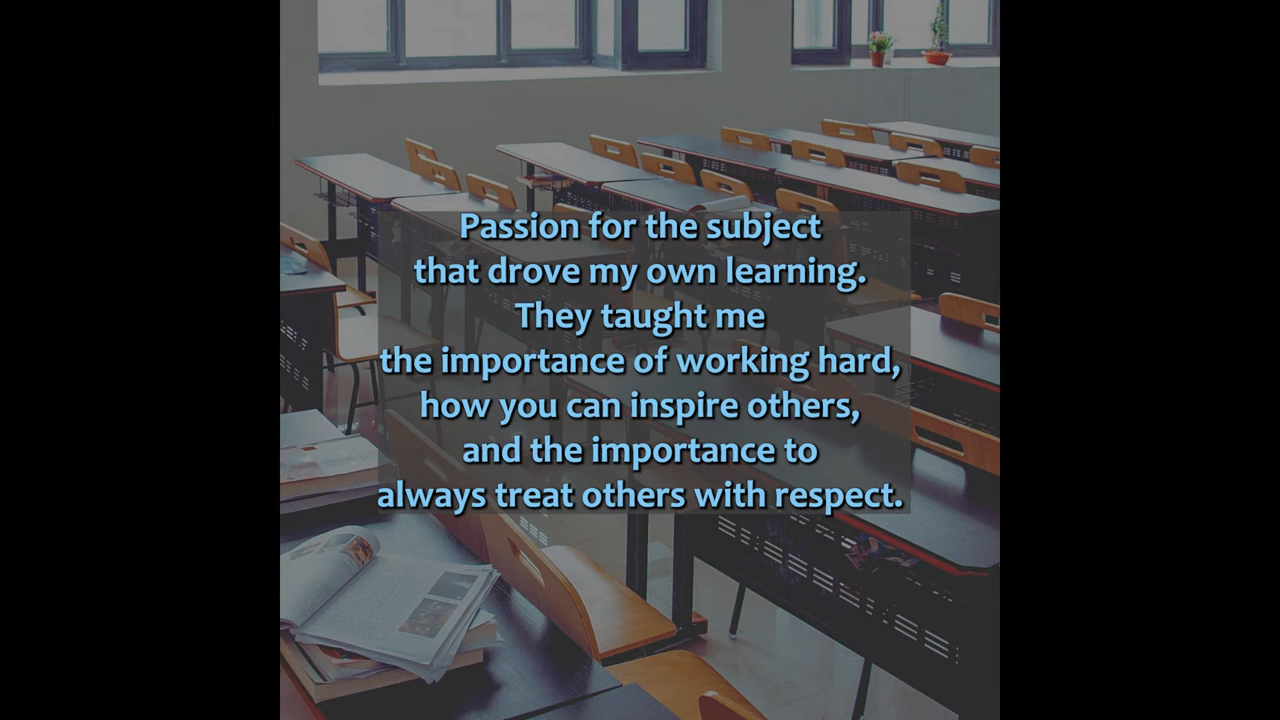 Passion for the subject
that drove my own learning.
They taught me
the importance of working hard,
how you can inspire others,
and the importance to
always treat others with respect.